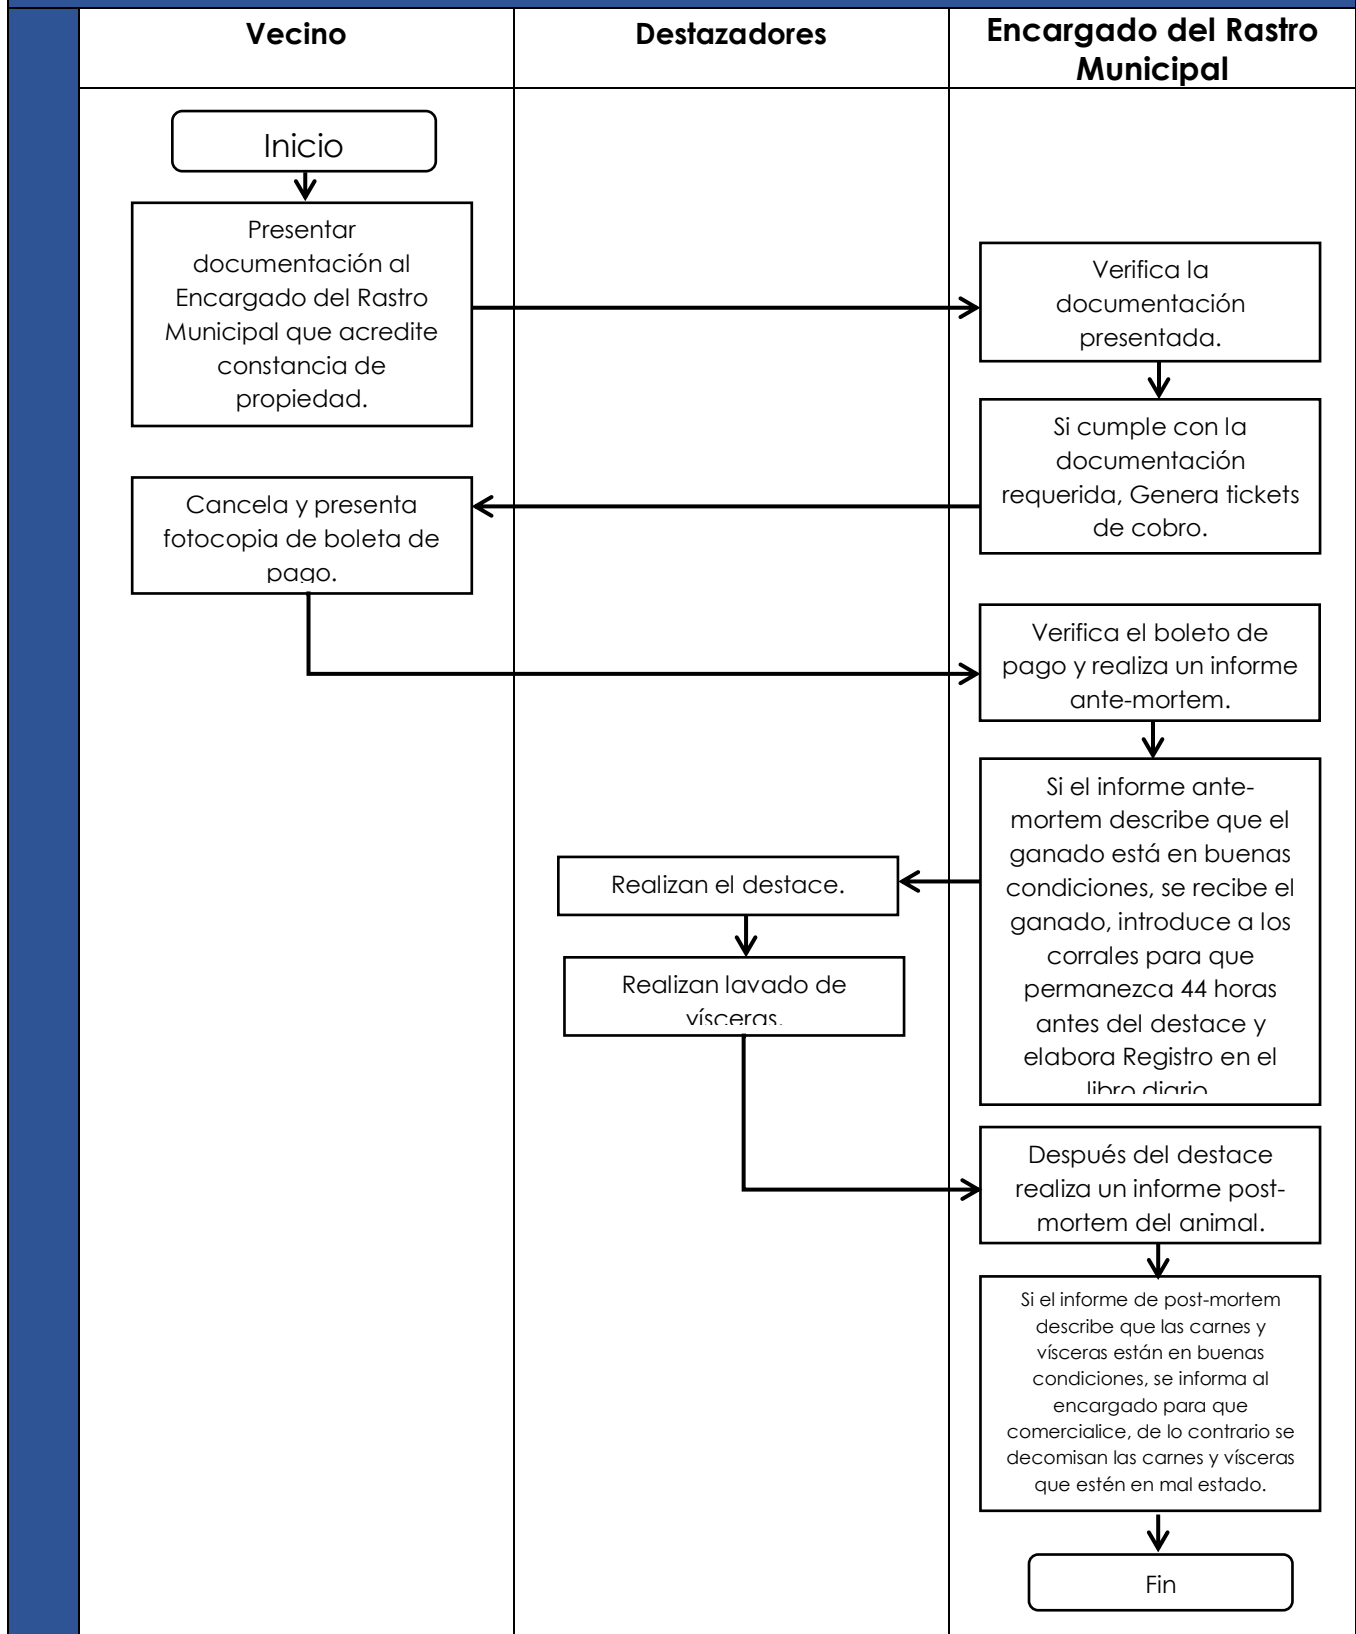 Vecino
Destazadores
Encargado del Rastro
Municipal
Inicio
Presentar
documentación al
Encargado del Rastro
Municipal que acredite
constancia de
propiedad.
Verifica la
documentación
presentada.
Si cumple con la
documentación
requerida, Genera tickets
de cobro.
Cancela y presenta
fotocopia de boleta de
pago.
Verifica el boleto de
pago y realiza un informe
ante-mortem.
Si el informe ante-
mortem describe que el
ganado está en buenas
condiciones, se recibe el
ganado, introduce a los
corrales para que
permanezca 44 horas
antes del destace y
elabora Registro en el
libro diario
Realizan el destace.
Realizan lavado de
vísceras.
Después del destace
realiza un informe post-
mortem del animal.
Si el informe de post-mortem
describe que las carnes y
vísceras están en buenas
condiciones, se informa al
encargado para que
comercialice, de lo contrario se
decomisan las carnes y vísceras
que estén en mal estado.
Fin